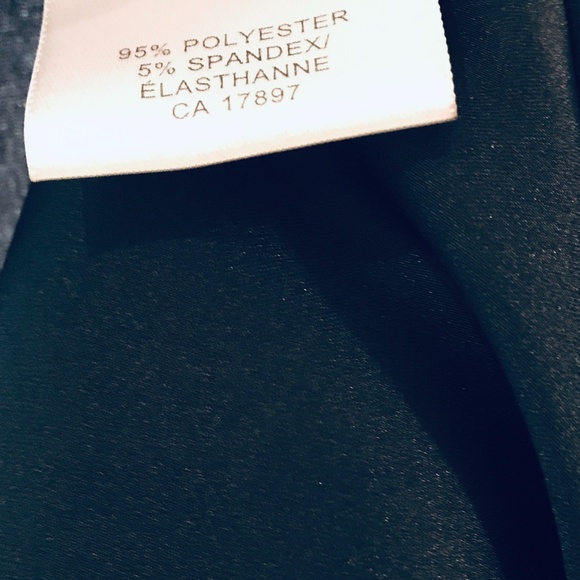 95% POLYESTER
5% SPANDEX/
ÉLASTHANNE
CA 17897